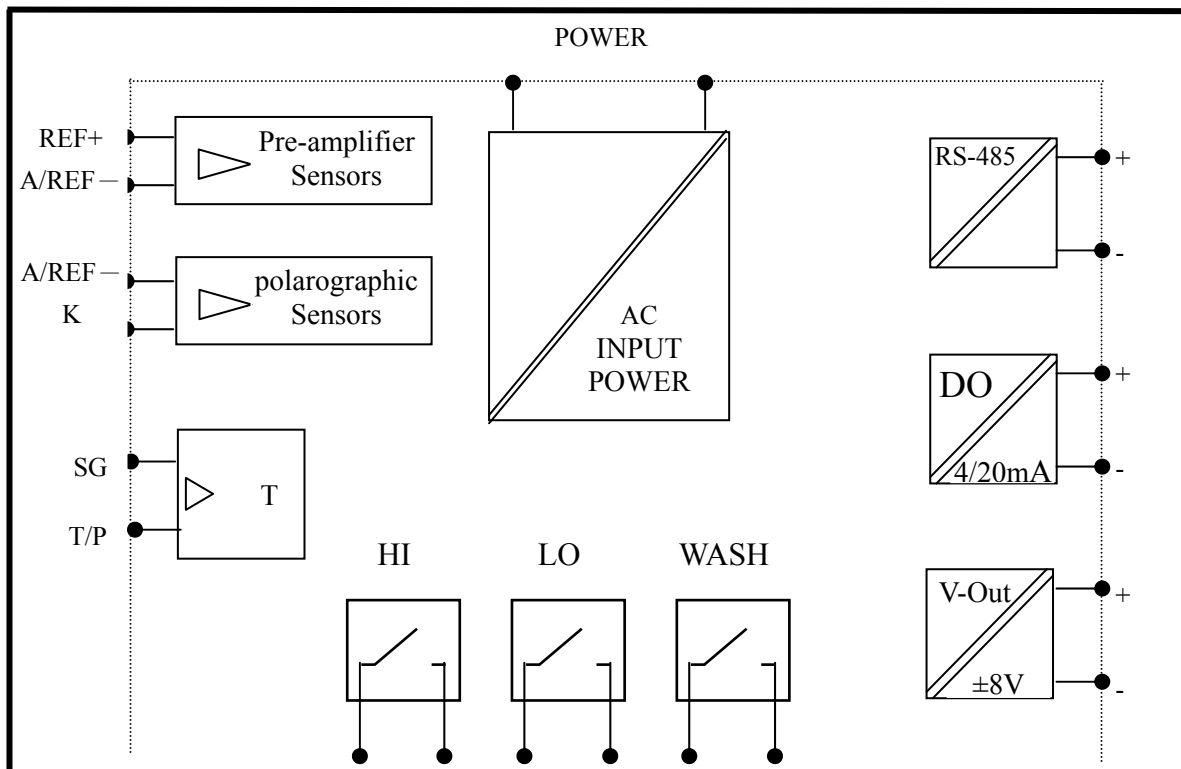 POWER
REF+
A/REF—
Pre-amplifier
Sensors
A/REF—
K
polarographic
Sensors
SG
T/P
T
AC
INPUT
POWER
RS-485
+
-
DO
4/20mA
+
-
V-Out
±8V
+
-
HI
LO
WASH